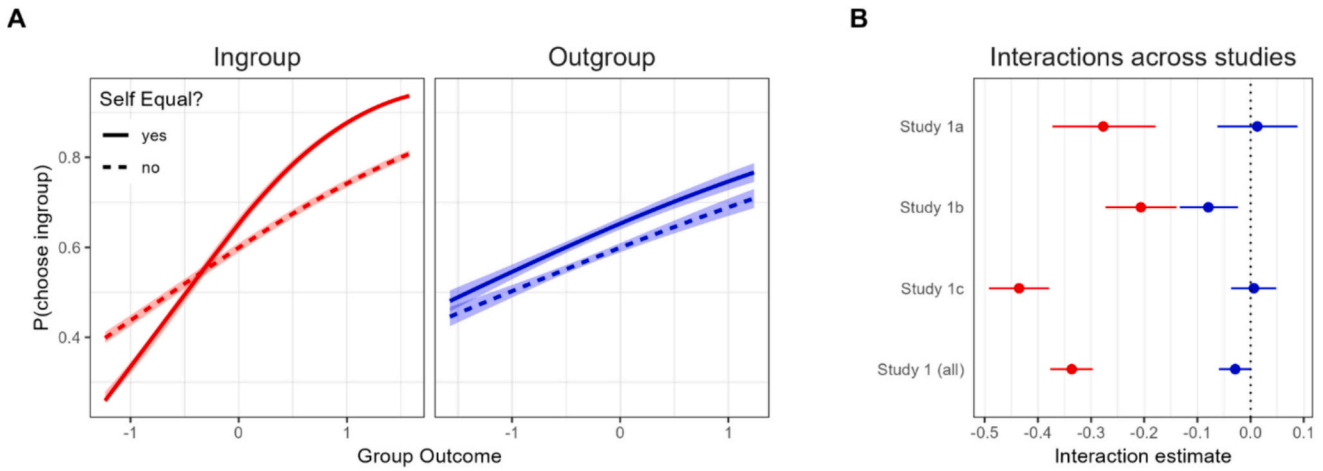 A
B
Ingroup
Outgroup
Interactions across studies
Self Equal?
yes
no
P(choose ingroup)
0.8
0.6
0.4
-1
0
1
-1
0
1
Group Outcome
Study 1a
Study 1b
Study 1c
Study 1 (all)
-0.5 -0.4 -0.3 -0.2 -0.1 0.0 0.1
Interaction estimate